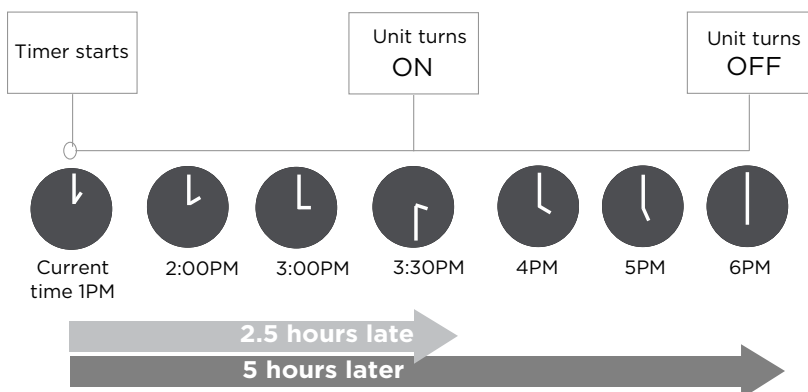 Timer starts
Unit turns
ON
Unit turns
OFF
Current
time 1PM
2:00PM
3:00PM
3:30PM
4PM
5PM
6PM
2.5 hours late
5 hours later